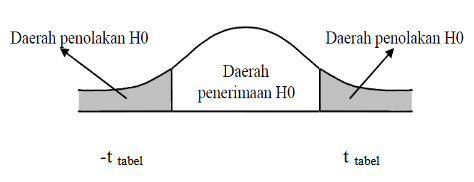 Daerah penolakan H0
Daerah penolakan H0
Daerah
penerimaan H0
-t tabel
t tabel